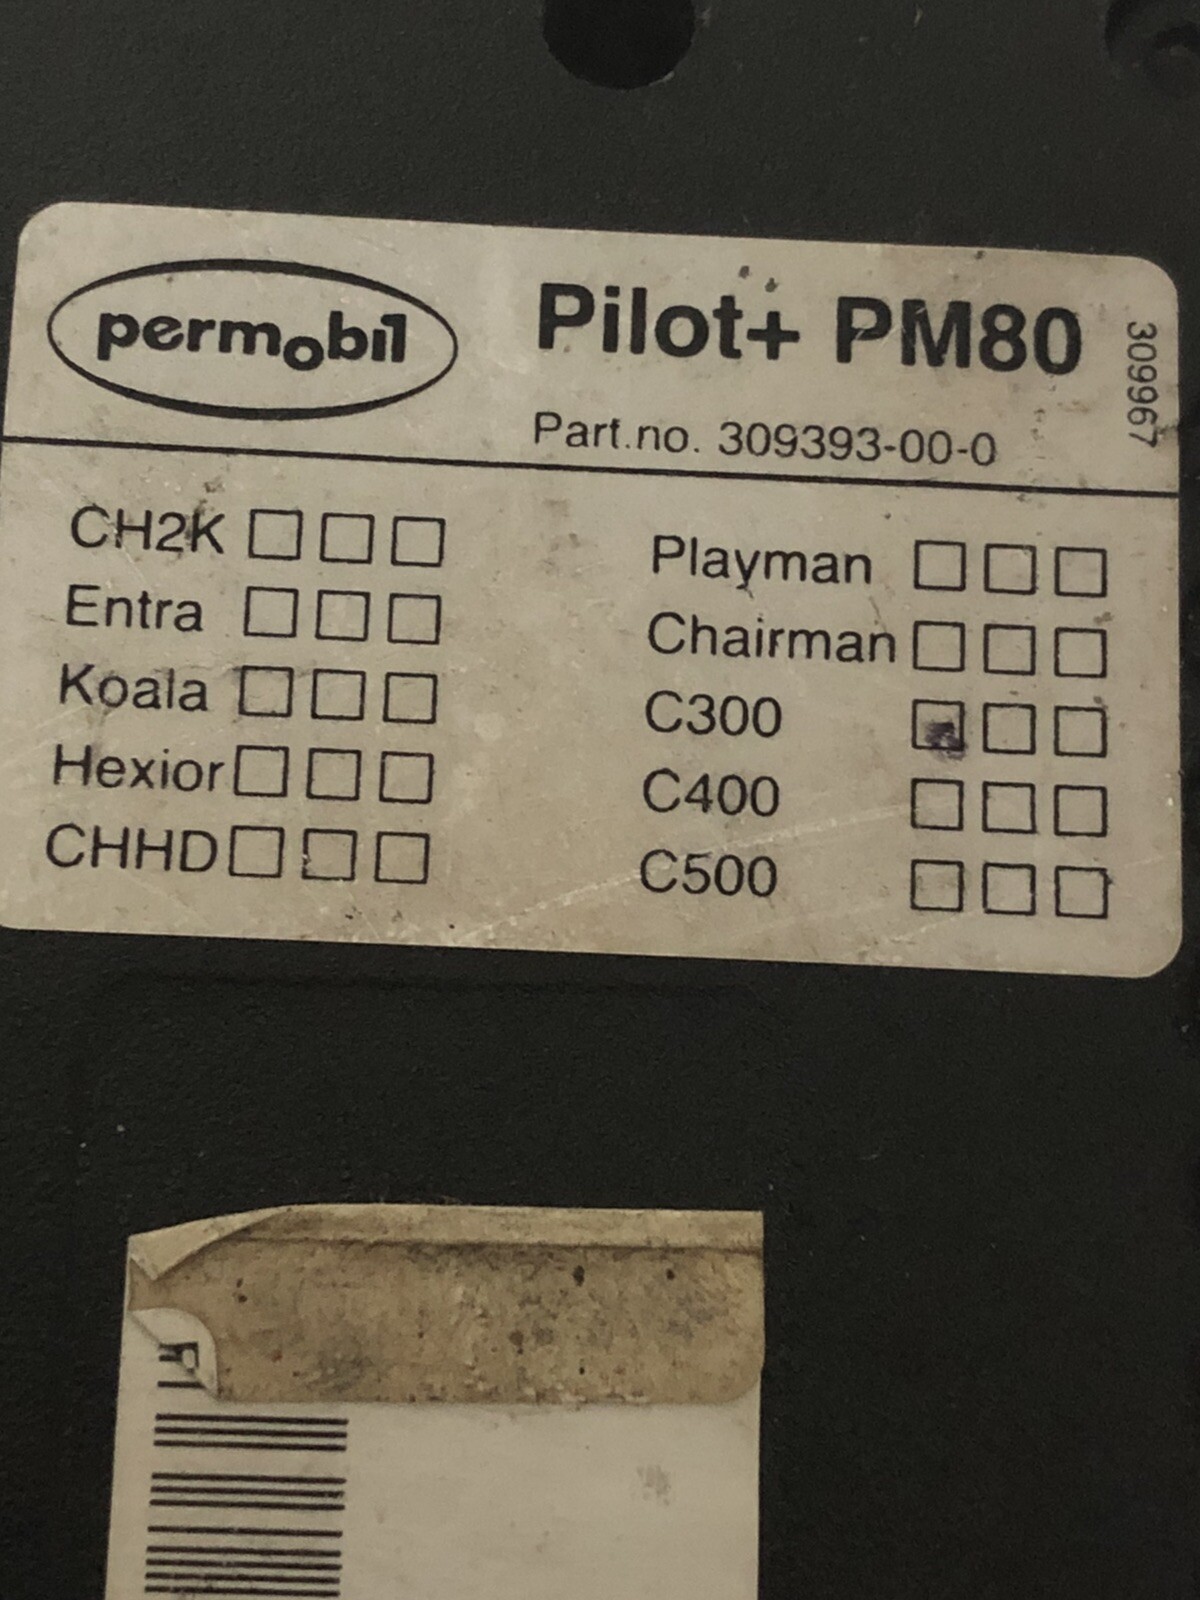 permobil
Pilot+ PM80
309967
Part.no. 309393-00-0
CH2K
Entra
Koala
Hexior
CHHD
Playman
Chairman
C300
C400
C500